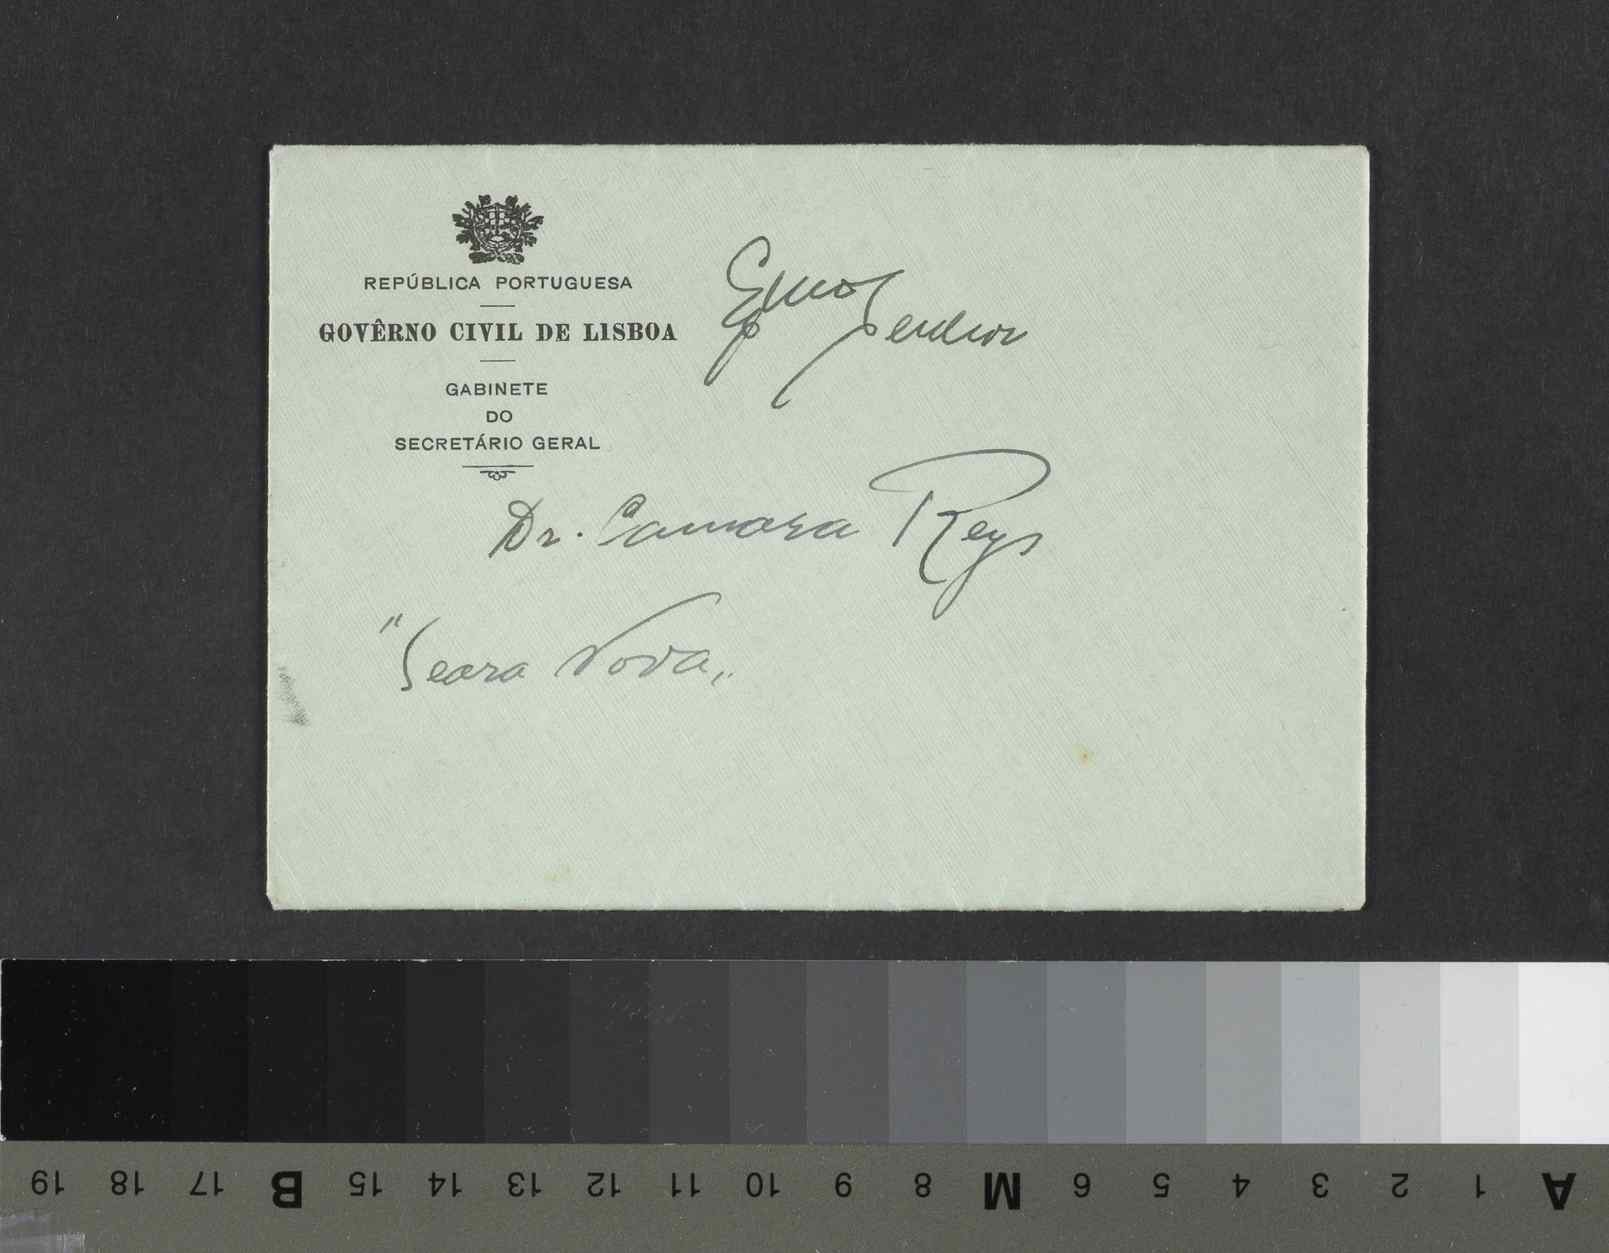 REPÚBLICA PORTUGUESA
GOVÊRNO CIVIL DE LISBOA
GABINETE
DO
SECRETÁRIO GERAL
Exmo Senhor
Dr. Camara Reys
"Seara Nova„
19 18 17 B 15 14 13 12 11 10 9 8 M 6 5 4 3 2 1 A